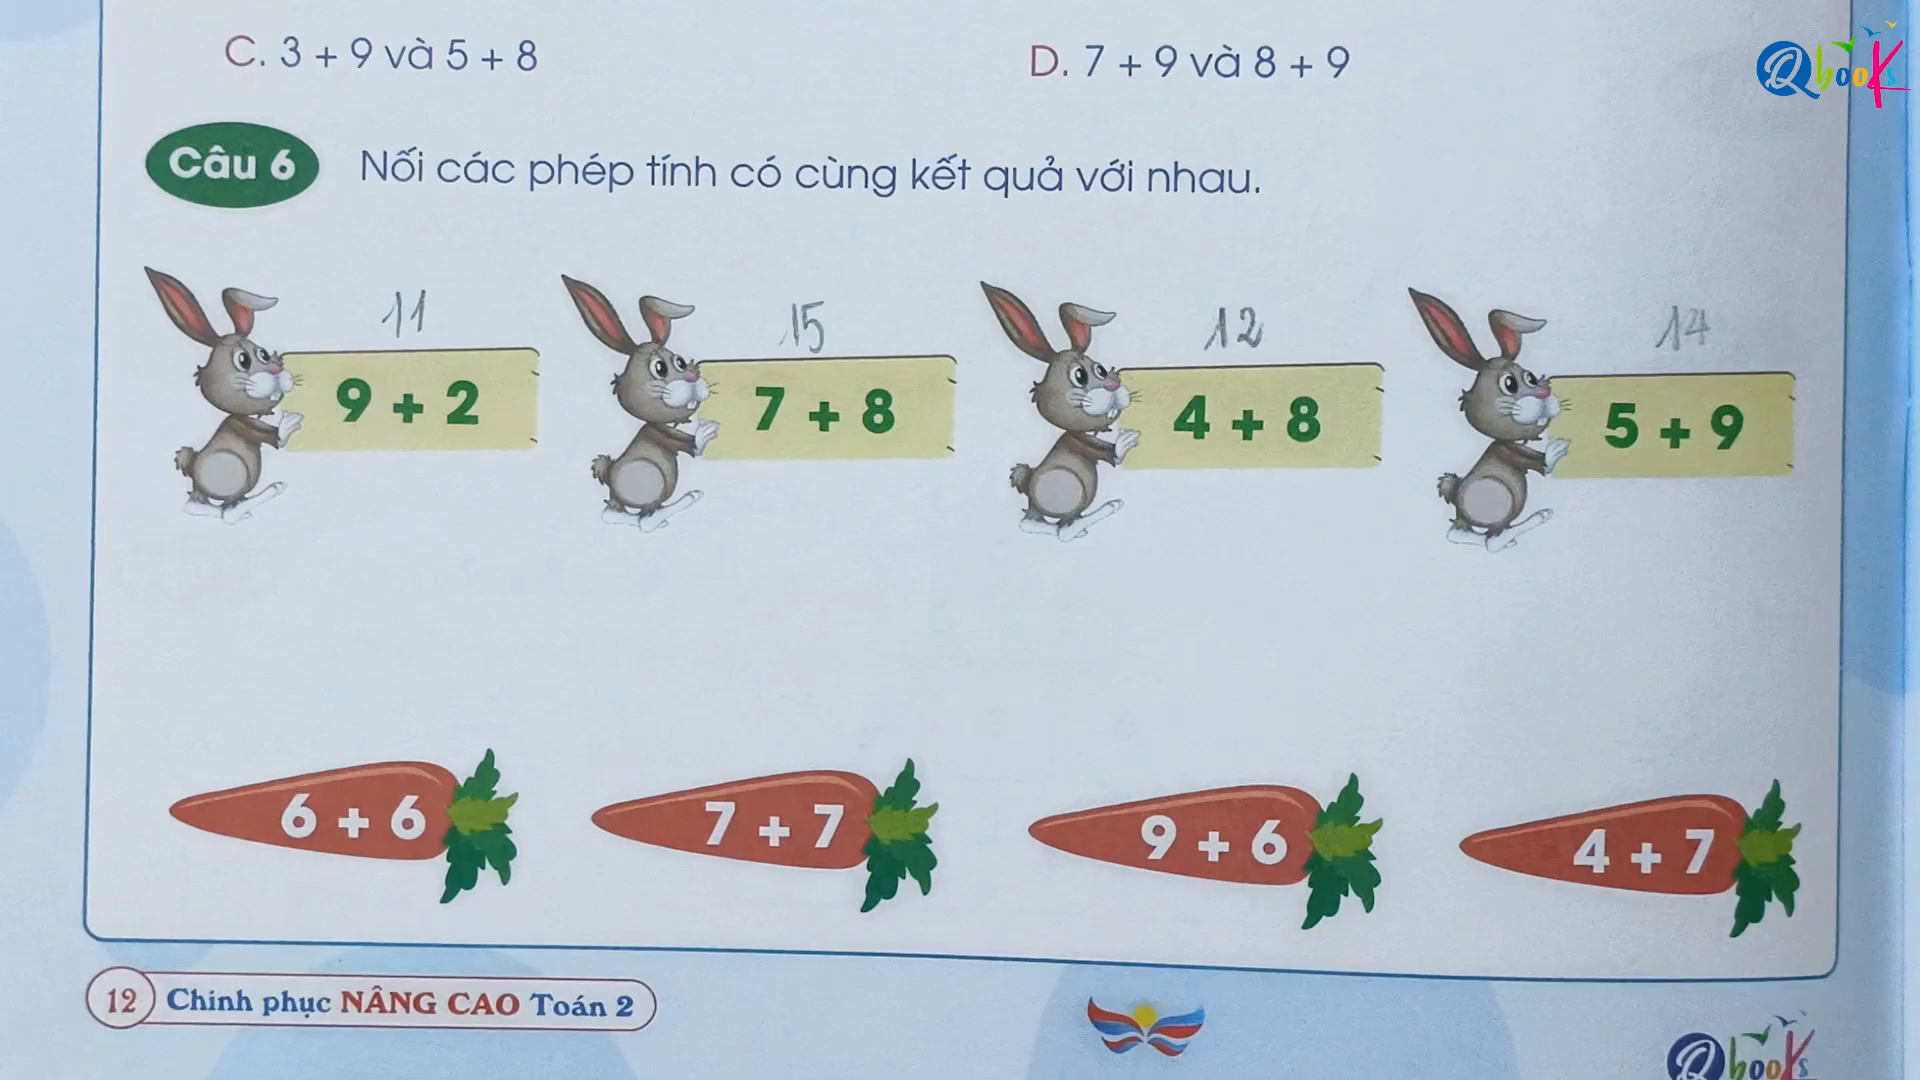 C. 3 + 9 và 5 + 8
D. 7 + 9 và 8 + 9
Qbooks
Câu 6 Nối các phép tính có cùng kết quả với nhau.
11 15 12 14
9 + 2 7 + 8 4 + 8 5 + 9
6 + 6 7 + 7 9 + 6 4 + 7
12 Chinh phục NÂNG CAO Toán 2
Qbooks